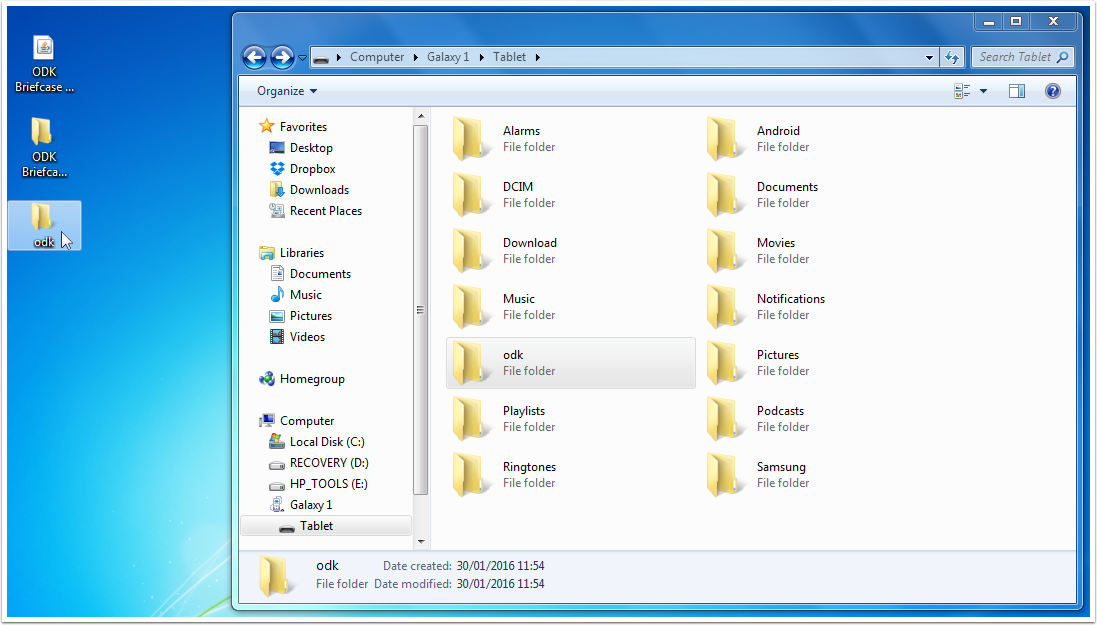 ODK
Briefcase ...
ODK
Briefca...
odk
Computer Galaxy 1 Tablet
Search Tablet
Organize
Favorites
Desktop
Dropbox
Downloads
Recent Places
Libraries
Documents
Music
Pictures
Videos
Homegroup
Computer
Local Disk (C:)
RECOVERY (D:)
HP_TOOLS (E:)
Galaxy 1
Tablet
Alarms
File folder
Android
File folder
DCIM
File folder
Documents
File folder
Download
File folder
Movies
File folder
Music
File folder
Notifications
File folder
odk
File folder
Pictures
File folder
Playlists
File folder
Podcasts
File folder
Ringtones
File folder
Samsung
File folder
odk Date created: 30/01/2016 11:54
File folder Date modified: 30/01/2016 11:54